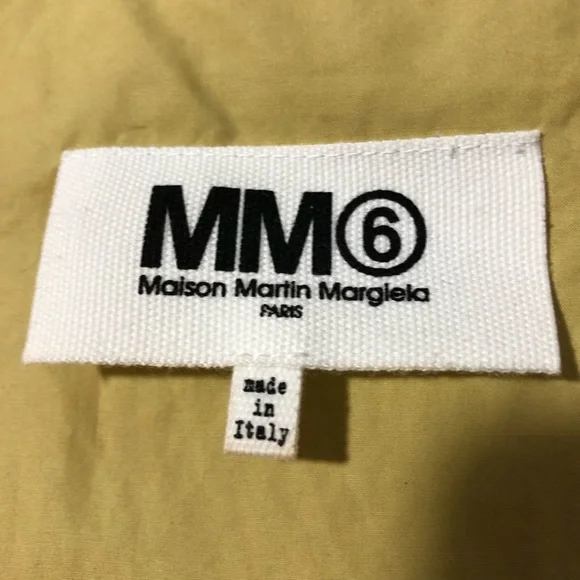 MM⑥
Maison Martin Margiela
PARIS
made
in
Italy